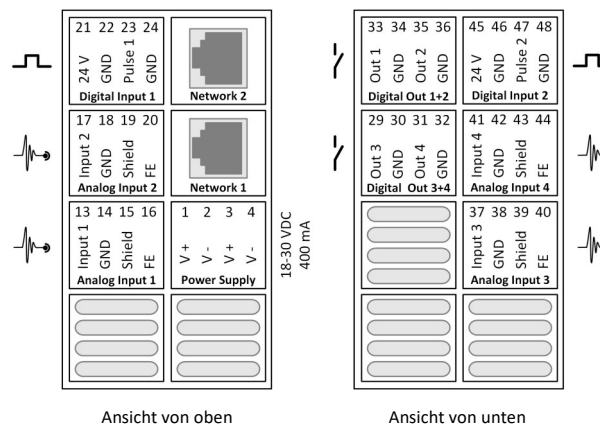 21 22 23 24
24 V
GND
Pulse 1
GND
Digital Input 1
Network 2
17 18 19 20
Input 2
GND
Shield
FE
Analog Input 2
Network 1
13 14 15 16
Input 1
GND
Shield
FE
Analog Input 1
1 2 3 4
V +
V -
V +
V -
Power Supply
18-30 VDC
400 mA
Ansicht von oben
33 34 35 36
Out 1
GND
Out 2
GND
Digital Out 1+2
45 46 47 48
24 V
GND
Pulse 2
GND
Digital Input 2
29 30 31 32
Out 3
GND
Out 4
GND
Digital Out 3+4
41 42 43 44
Input 4
GND
Shield
FE
Analog Input 4
37 38 39 40
Input 3
GND
Shield
FE
Analog Input 3
Ansicht von unten